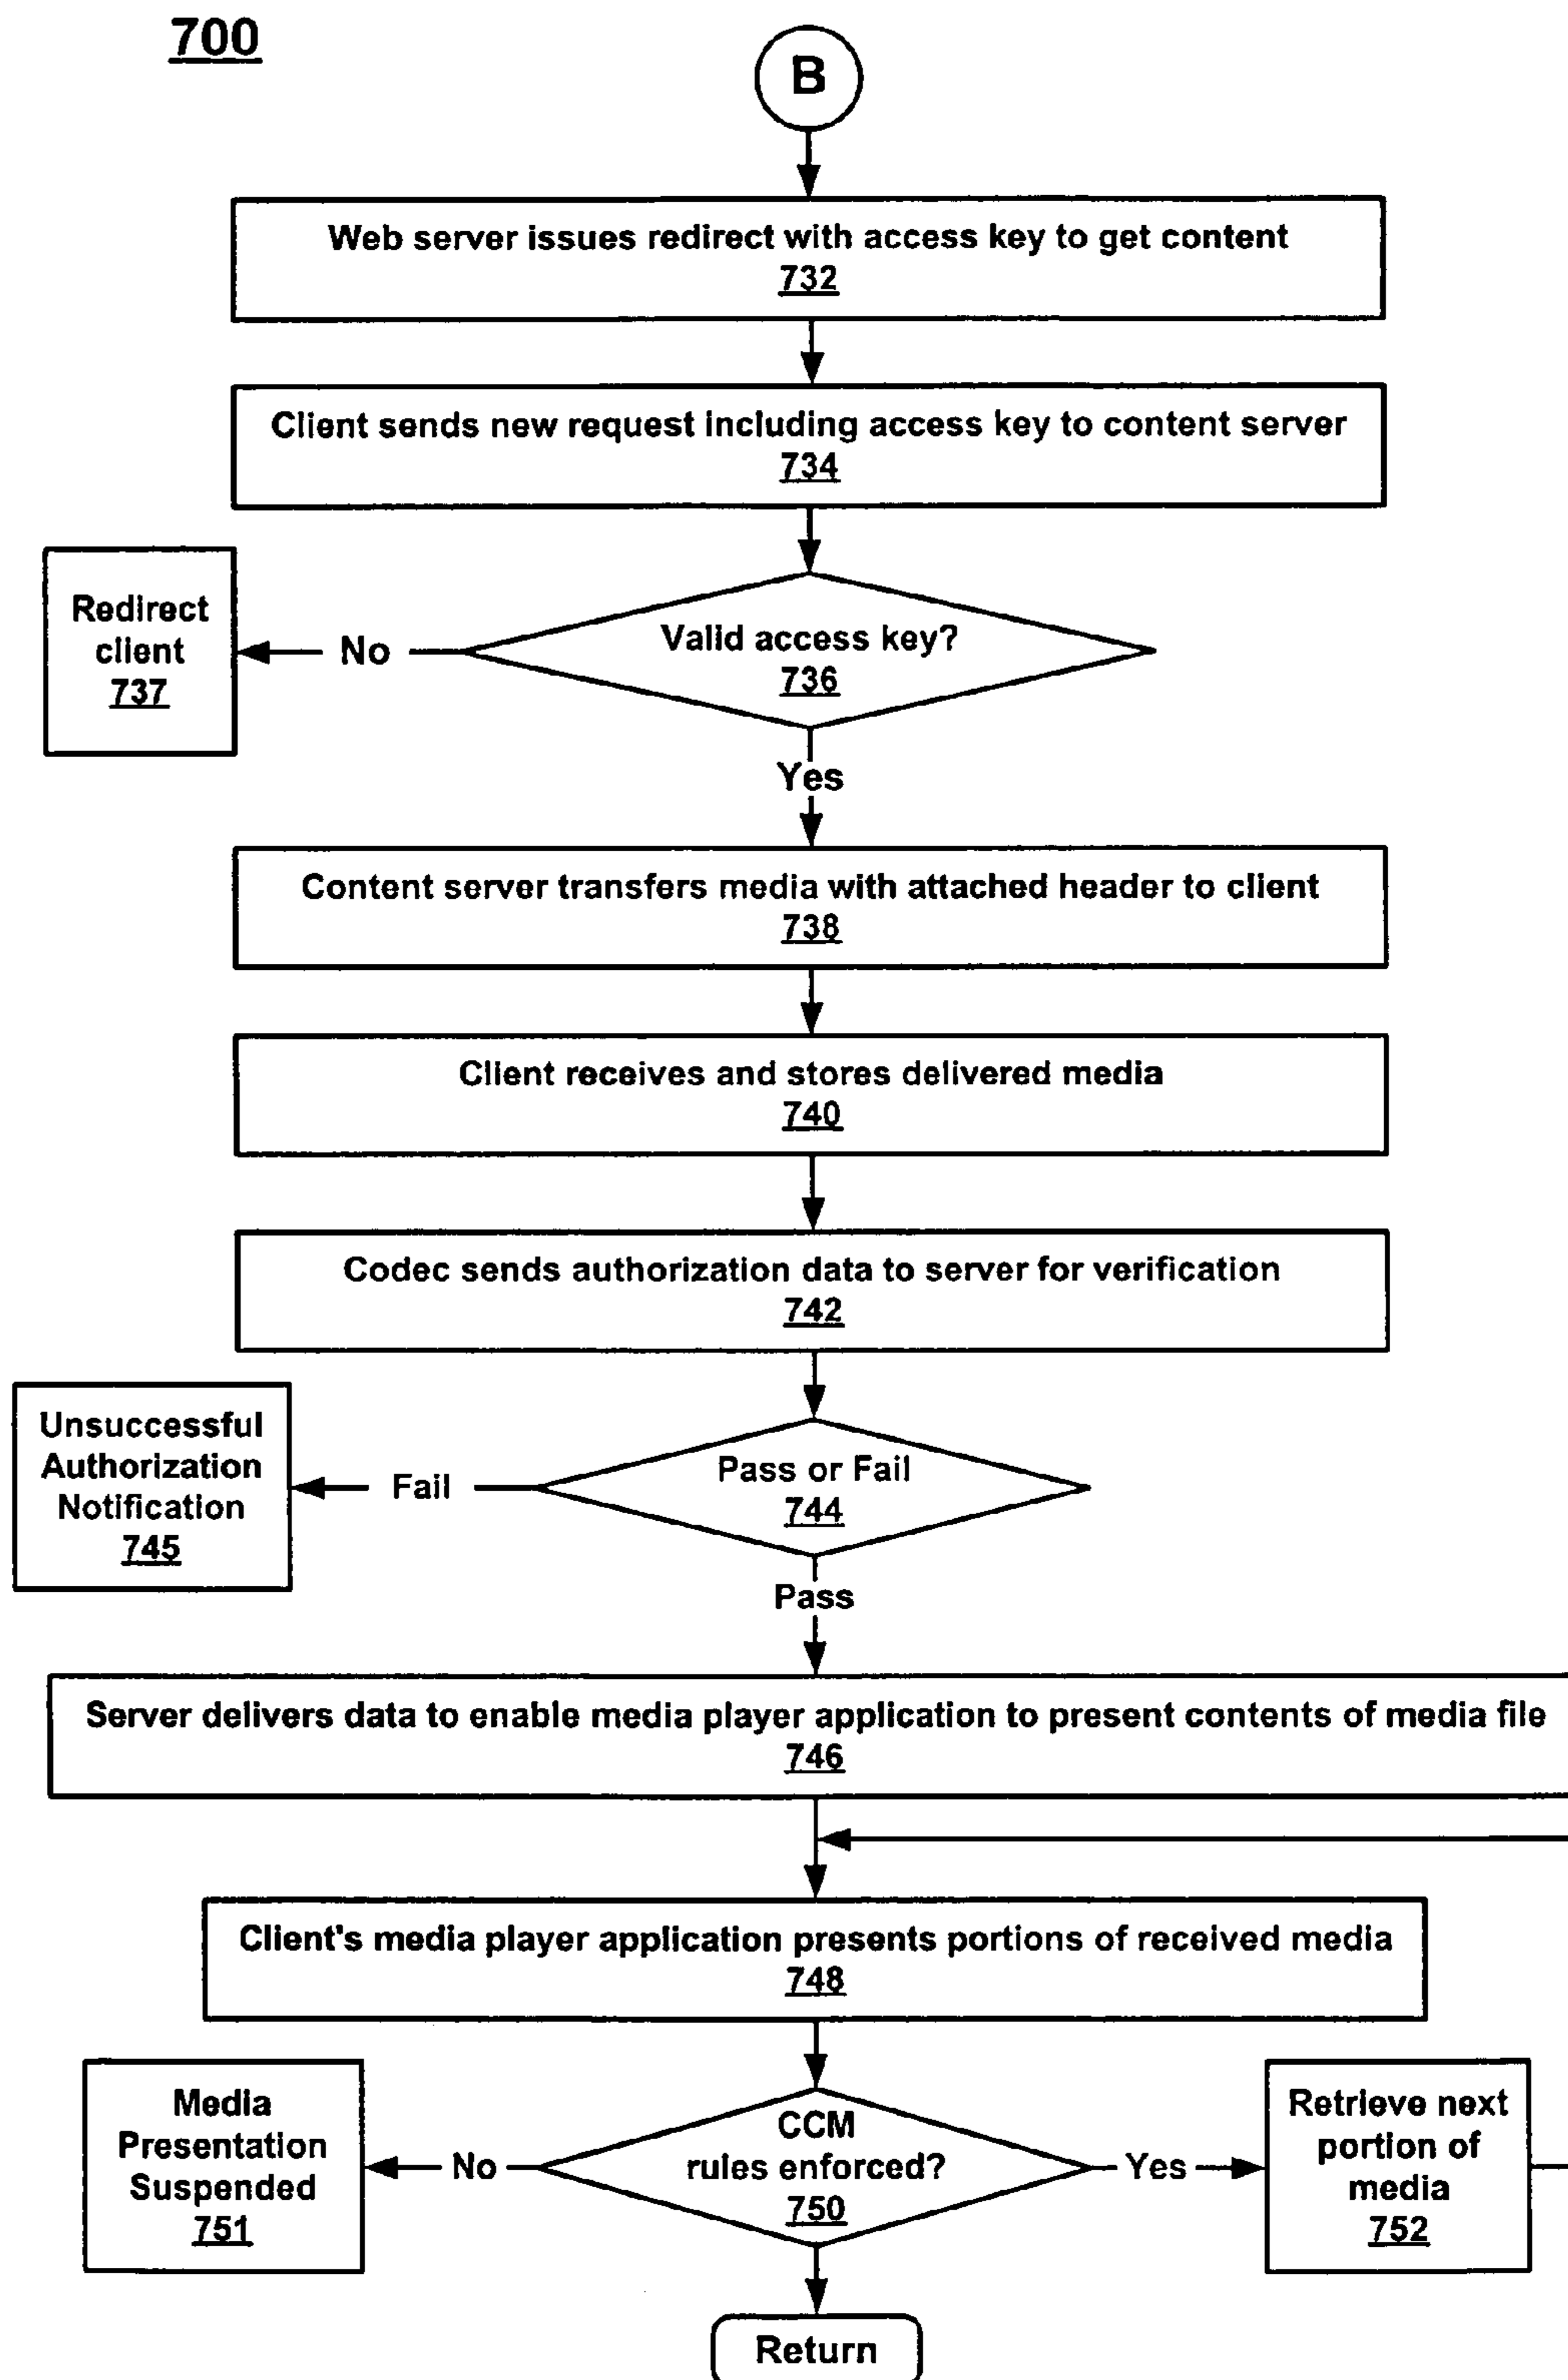 700
B
Web server issues redirect with access key to get content
732
Client sends new request including access key to content server
734
Redirect
client
737
No
Valid access key?
736
Yes
Content server transfers media with attached header to client
738
Client receives and stores delivered media
740
Codec sends authorization data to server for verification
742
Unsuccessful
Authorization
Notification
745
Fail
Pass or Fail
744
Pass
Server delivers data to enable media player application to present contents of media file
746
Client's media player application presents portions of received media
748
Media
Presentation
Suspended
751
No
CCM
rules enforced?
750
Yes
Retrieve next
portion of
media
752
Return